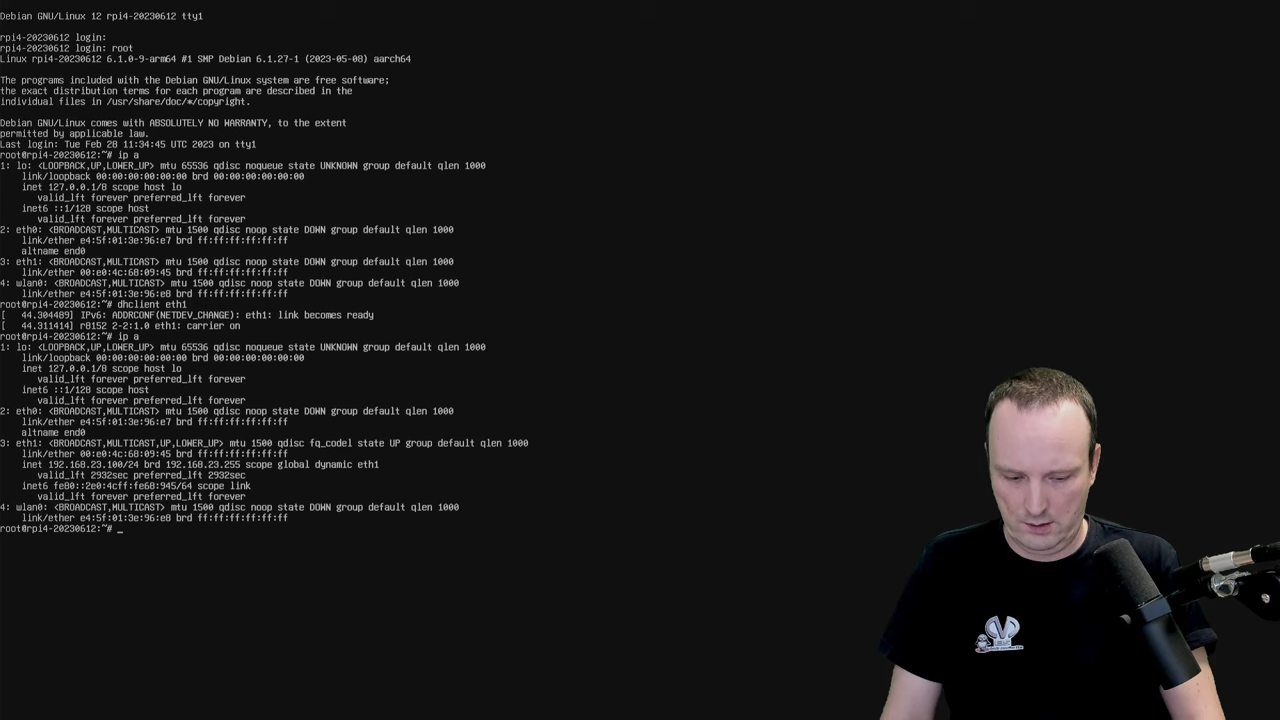 Debian GNU/Linux 12 rpi4-20230612 tty1
rpi4-20230612 login:
rpi4-20230612 login: root
Linux rpi4-20230612 6.1.0-9-arm64 #1 SMP Debian 6.1.27-1 (2023-05-08) aarch64
The programs included with the Debian GNU/Linux system are free software;
the exact distribution terms for each program are described in the
individual files in /usr/share/doc/*/copyright.
Debian GNU/Linux comes with ABSOLUTELY NO WARRANTY, to the extent
permitted by applicable law.
Last login: Tue Feb 28 11:34:45 UTC 2023 on tty1
root@rpi4-20230612:~# ip a
1: lo: <LOOPBACK,UP,LOWER_UP> mtu 65536 qdisc noqueue state UNKNOWN group default qlen 1000
link/loopback 00:00:00:00:00:00 brd 00:00:00:00:00:00
inet 127.0.0.1/8 scope host lo
valid_lft forever preferred_lft forever
inet6 ::1/128 scope host
valid_lft forever preferred_lft forever
2: eth0: <BROADCAST,MULTICAST> mtu 1500 qdisc noop state DOWN group default qlen 1000
link/ether e4:5f:01:3e:96:e7 brd ff:ff:ff:ff:ff:ff
altname end0
3: eth1: <BROADCAST,MULTICAST> mtu 1500 qdisc noop state DOWN group default qlen 1000
link/ether 00:e0:4c:68:09:45 brd ff:ff:ff:ff:ff:ff
4: wlan0: <BROADCAST,MULTICAST> mtu 1500 qdisc noop state DOWN group default qlen 1000
link/ether e4:5f:01:3e:96:e8 brd ff:ff:ff:ff:ff:ff
root@rpi4-20230612:~# dhclient eth1
[   44.304489] IPv6: ADDRCONF(NETDEV_CHANGE): eth1: link becomes ready
[   44.311414] r8152 2-2:1.0 eth1: carrier on
root@rpi4-20230612:~# ip a
1: lo: <LOOPBACK,UP,LOWER_UP> mtu 65536 qdisc noqueue state UNKNOWN group default qlen 1000
link/loopback 00:00:00:00:00:00 brd 00:00:00:00:00:00
inet 127.0.0.1/8 scope host lo
valid_lft forever preferred_lft forever
inet6 ::1/128 scope host
valid_lft forever preferred_lft forever
2: eth0: <BROADCAST,MULTICAST> mtu 1500 qdisc noop state DOWN group default qlen 1000
link/ether e4:5f:01:3e:96:e7 brd ff:ff:ff:ff:ff:ff
altname end0
3: eth1: <BROADCAST,MULTICAST,UP,LOWER_UP> mtu 1500 qdisc fq_codel state UP group default qlen 1000
link/ether 00:e0:4c:68:09:45 brd ff:ff:ff:ff:ff:ff
inet 192.168.23.100/24 brd 192.168.23.255 scope global dynamic eth1
valid_lft 2932sec preferred_lft 2932sec
inet6 fe80::2e0:4cff:fe68:945/64 scope link
valid_lft forever preferred_lft forever
4: wlan0: <BROADCAST,MULTICAST> mtu 1500 qdisc noop state DOWN group default qlen 1000
link/ether e4:5f:01:3e:96:e8 brd ff:ff:ff:ff:ff:ff
root@rpi4-20230612:~# _